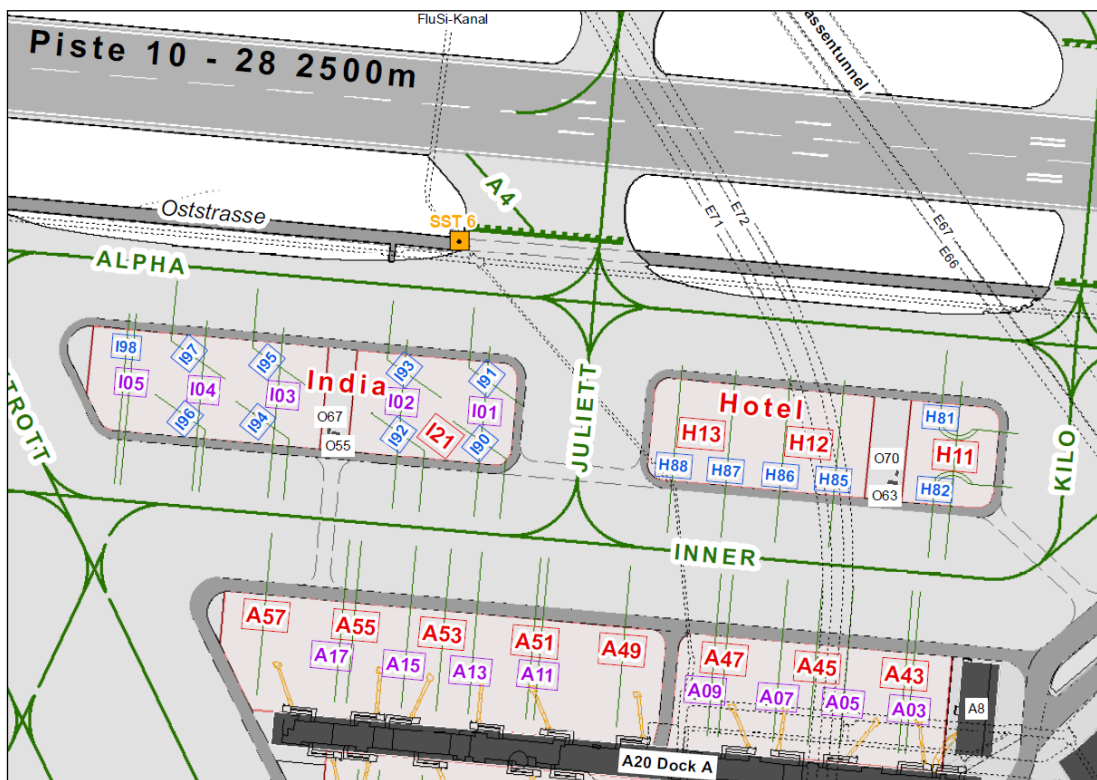 FluSi-Kanal
Piste 10 - 28 2500m
assentunnel
A4
E71
E72
E67
E66
Oststrasse
SST 6
ALPHA
I98
I97
I95
I93
I91
I05
I04
I03
India
I02
I01
I96
I94
O67
O55
I92
I21
I90
TROTT
JULIETT
Hotel
H81
H13
H12
H11
H88
H87
H86
H85
O70
O63
H82
KILO
INNER
A57
A55
A53
A51
A49
A47
A45
A43
A17
A15
A13
A11
A09
A07
A05
A03
A8
A20 Dock A